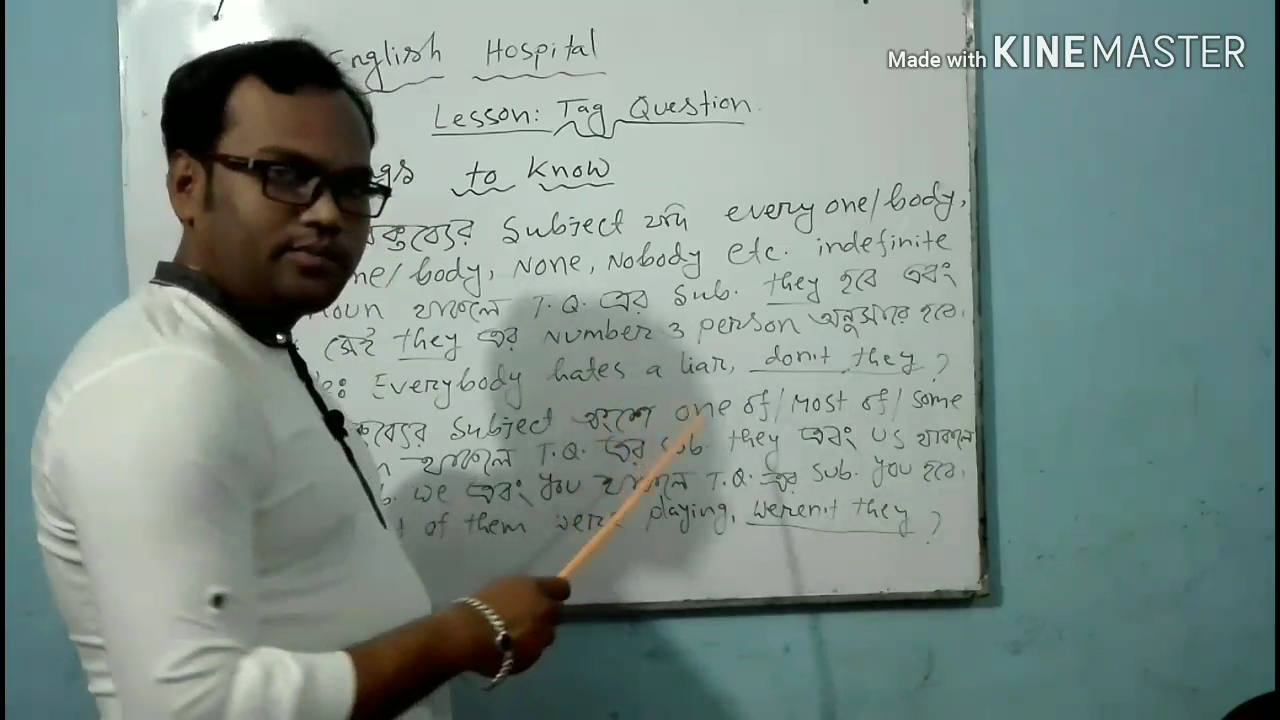 Made with KINEMASTER
English Hospital
Lesson: Tag Question
to Know
Subject যদি every one/body,
body, None, Nobody etc. indefinite
থাকলে T.Q. এর Sub. they হবে এবং
সেই they এর Number ও person অনুসারে হবে.
Everybody hates a liar, don't they?
Subject অংশে one of/Most of/Some
থাকলে T.Q. এর Sub they এবং us থাকলে
we এবং you থাকলে T.Q. এর Sub. you হবে.
of them were playing, weren't they?